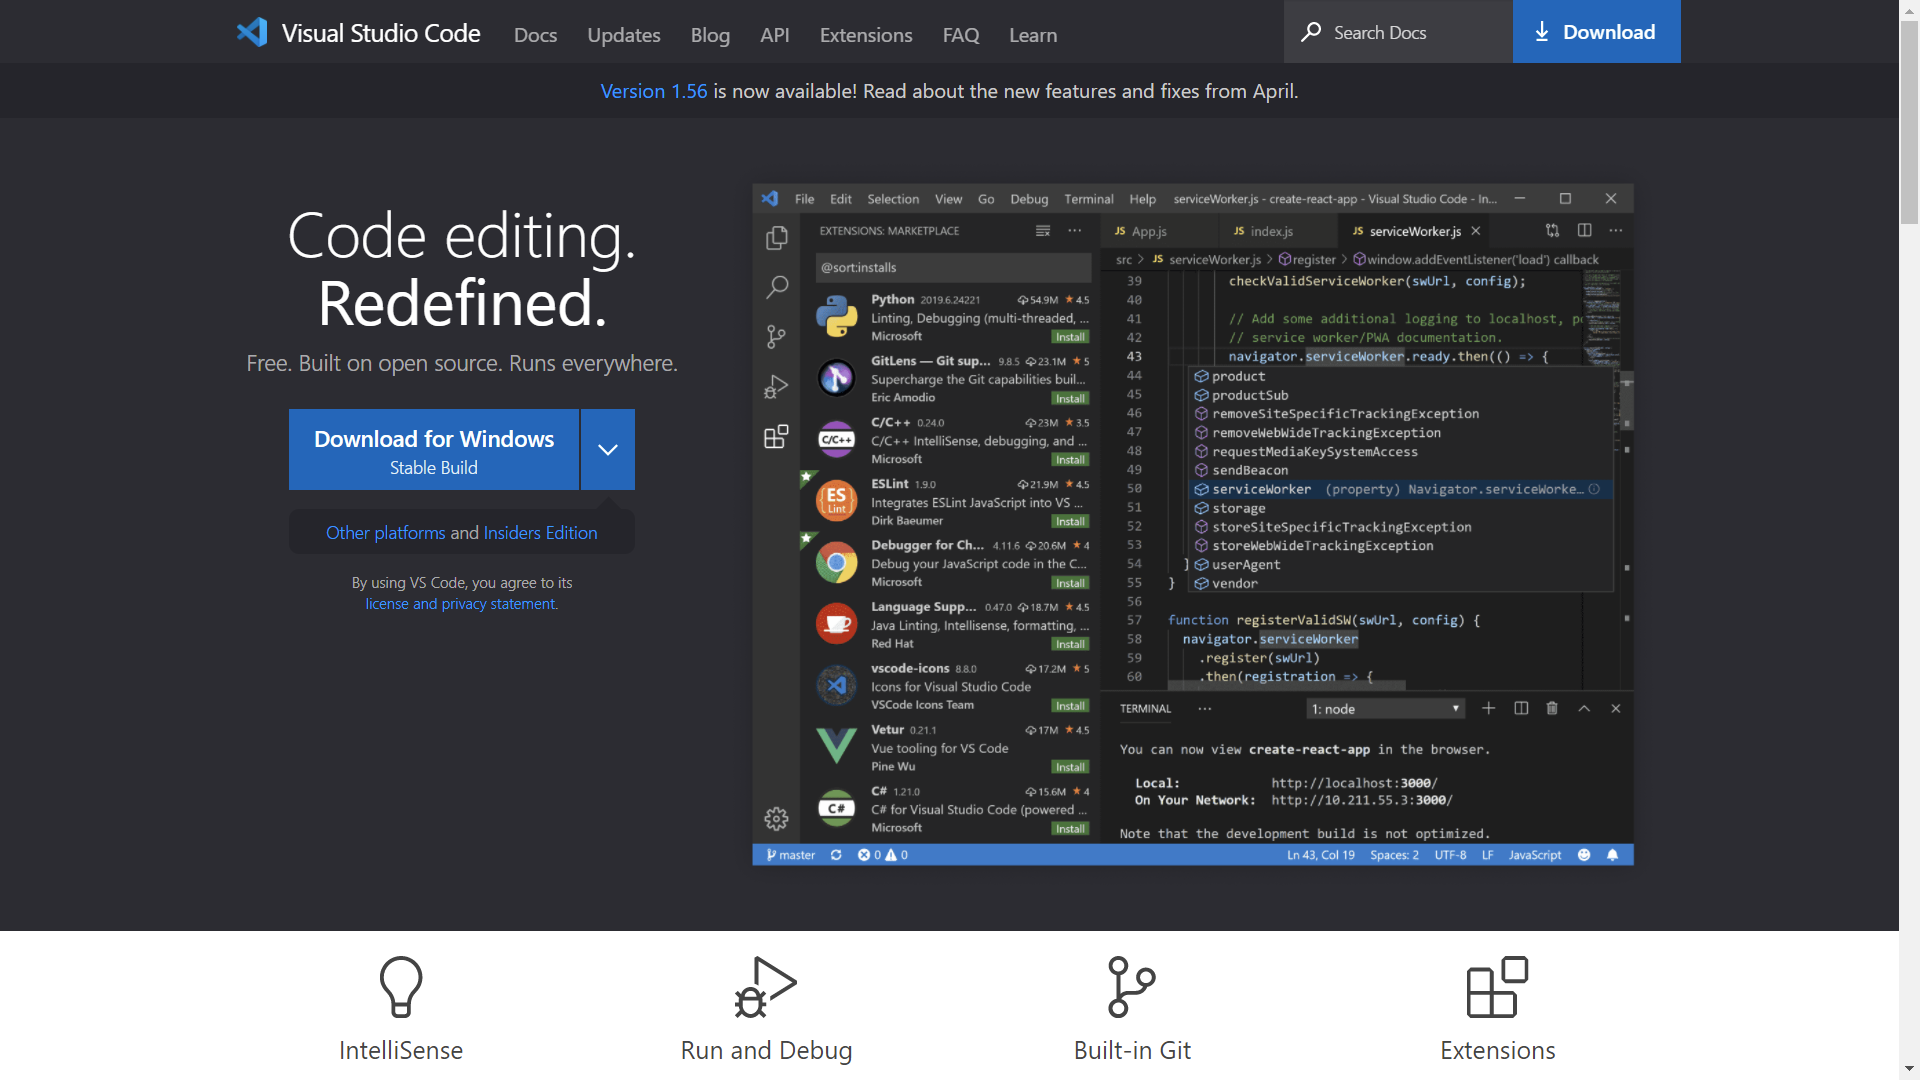 Visual Studio Code
Docs
Updates
Blog
API
Extensions
FAQ
Learn
Search Docs
Download
Version 1.56 is now available! Read about the new features and fixes from April.
Code editing.
Redefined.
Free. Built on open source. Runs everywhere.
Download for Windows
Stable Build
Other platforms and Insiders Edition
By using VS Code, you agree to its
license and privacy statement.
File Edit Selection View Go Debug Terminal Help serviceWorker.js - create-react-app - Visual Studio Code - In...
EXTENSIONS: MARKETPLACE
@sort:installs
Python 2019.6.24221 54.9M ★ 4.5
Linting, Debugging (multi-threaded, ...
Microsoft Install
GitLens — Git sup... 9.8.5 23.1M ★ 5
Supercharge the Git capabilities buil...
Eric Amodio Install
C/C++
C/C++ 0.24.0 23M ★ 3.5
C/C++ IntelliSense, debugging, and ...
Microsoft Install
ES
Lint
ESLint 1.9.0 21.9M ★ 4.5
Integrates ESLint JavaScript into VS ...
Dirk Baeumer Install
Debugger for Ch... 4.11.6 20.6M ★ 4
Debug your JavaScript code in the C...
Microsoft Install
Language Supp... 0.47.0 18.7M ★ 4.5
Java Linting, Intellisense, formatting, ...
Red Hat Install
vscode-icons 8.8.0 17.2M ★ 5
Icons for Visual Studio Code
VSCode Icons Team Install
Vetur 0.21.1 17M ★ 4.5
Vue tooling for VS Code
Pine Wu Install
C#
C# 1.21.0 15.6M ★ 4
C# for Visual Studio Code (powered ...
Microsoft Install
JS App.js JS index.js JS serviceWorker.js
src > JS serviceWorker.js > register > window.addEventListener('load') callback
39 checkValidServiceWorker(swUrl, config);
40
41 // Add some additional logging to localhost, po
42 // service worker/PWA documentation.
43 navigator.serviceWorker.ready.then(() => {
44 product
45 productSub
46 removeSiteSpecificTrackingException
47 removeWebWideTrackingException
48 requestMediaKeySystemAccess
49 sendBeacon
50 serviceWorker (property) Navigator.serviceWorke...
51 storage
52 storeSiteSpecificTrackingException
53 storeWebWideTrackingException
54 ] userAgent
55 } vendor
56
57 function registerValidSW(swUrl, config) {
58 navigator.serviceWorker
59 .register(swUrl)
60 .then(registration => {
TERMINAL ··· 1: node
You can now view create-react-app in the browser.
Local: http://localhost:3000/
On Your Network: http://10.211.55.3:3000/
Note that the development build is not optimized.
master 0 0 Ln 43, Col 19 Spaces: 2 UTF-8 LF JavaScript
IntelliSense
Run and Debug
Built-in Git
Extensions